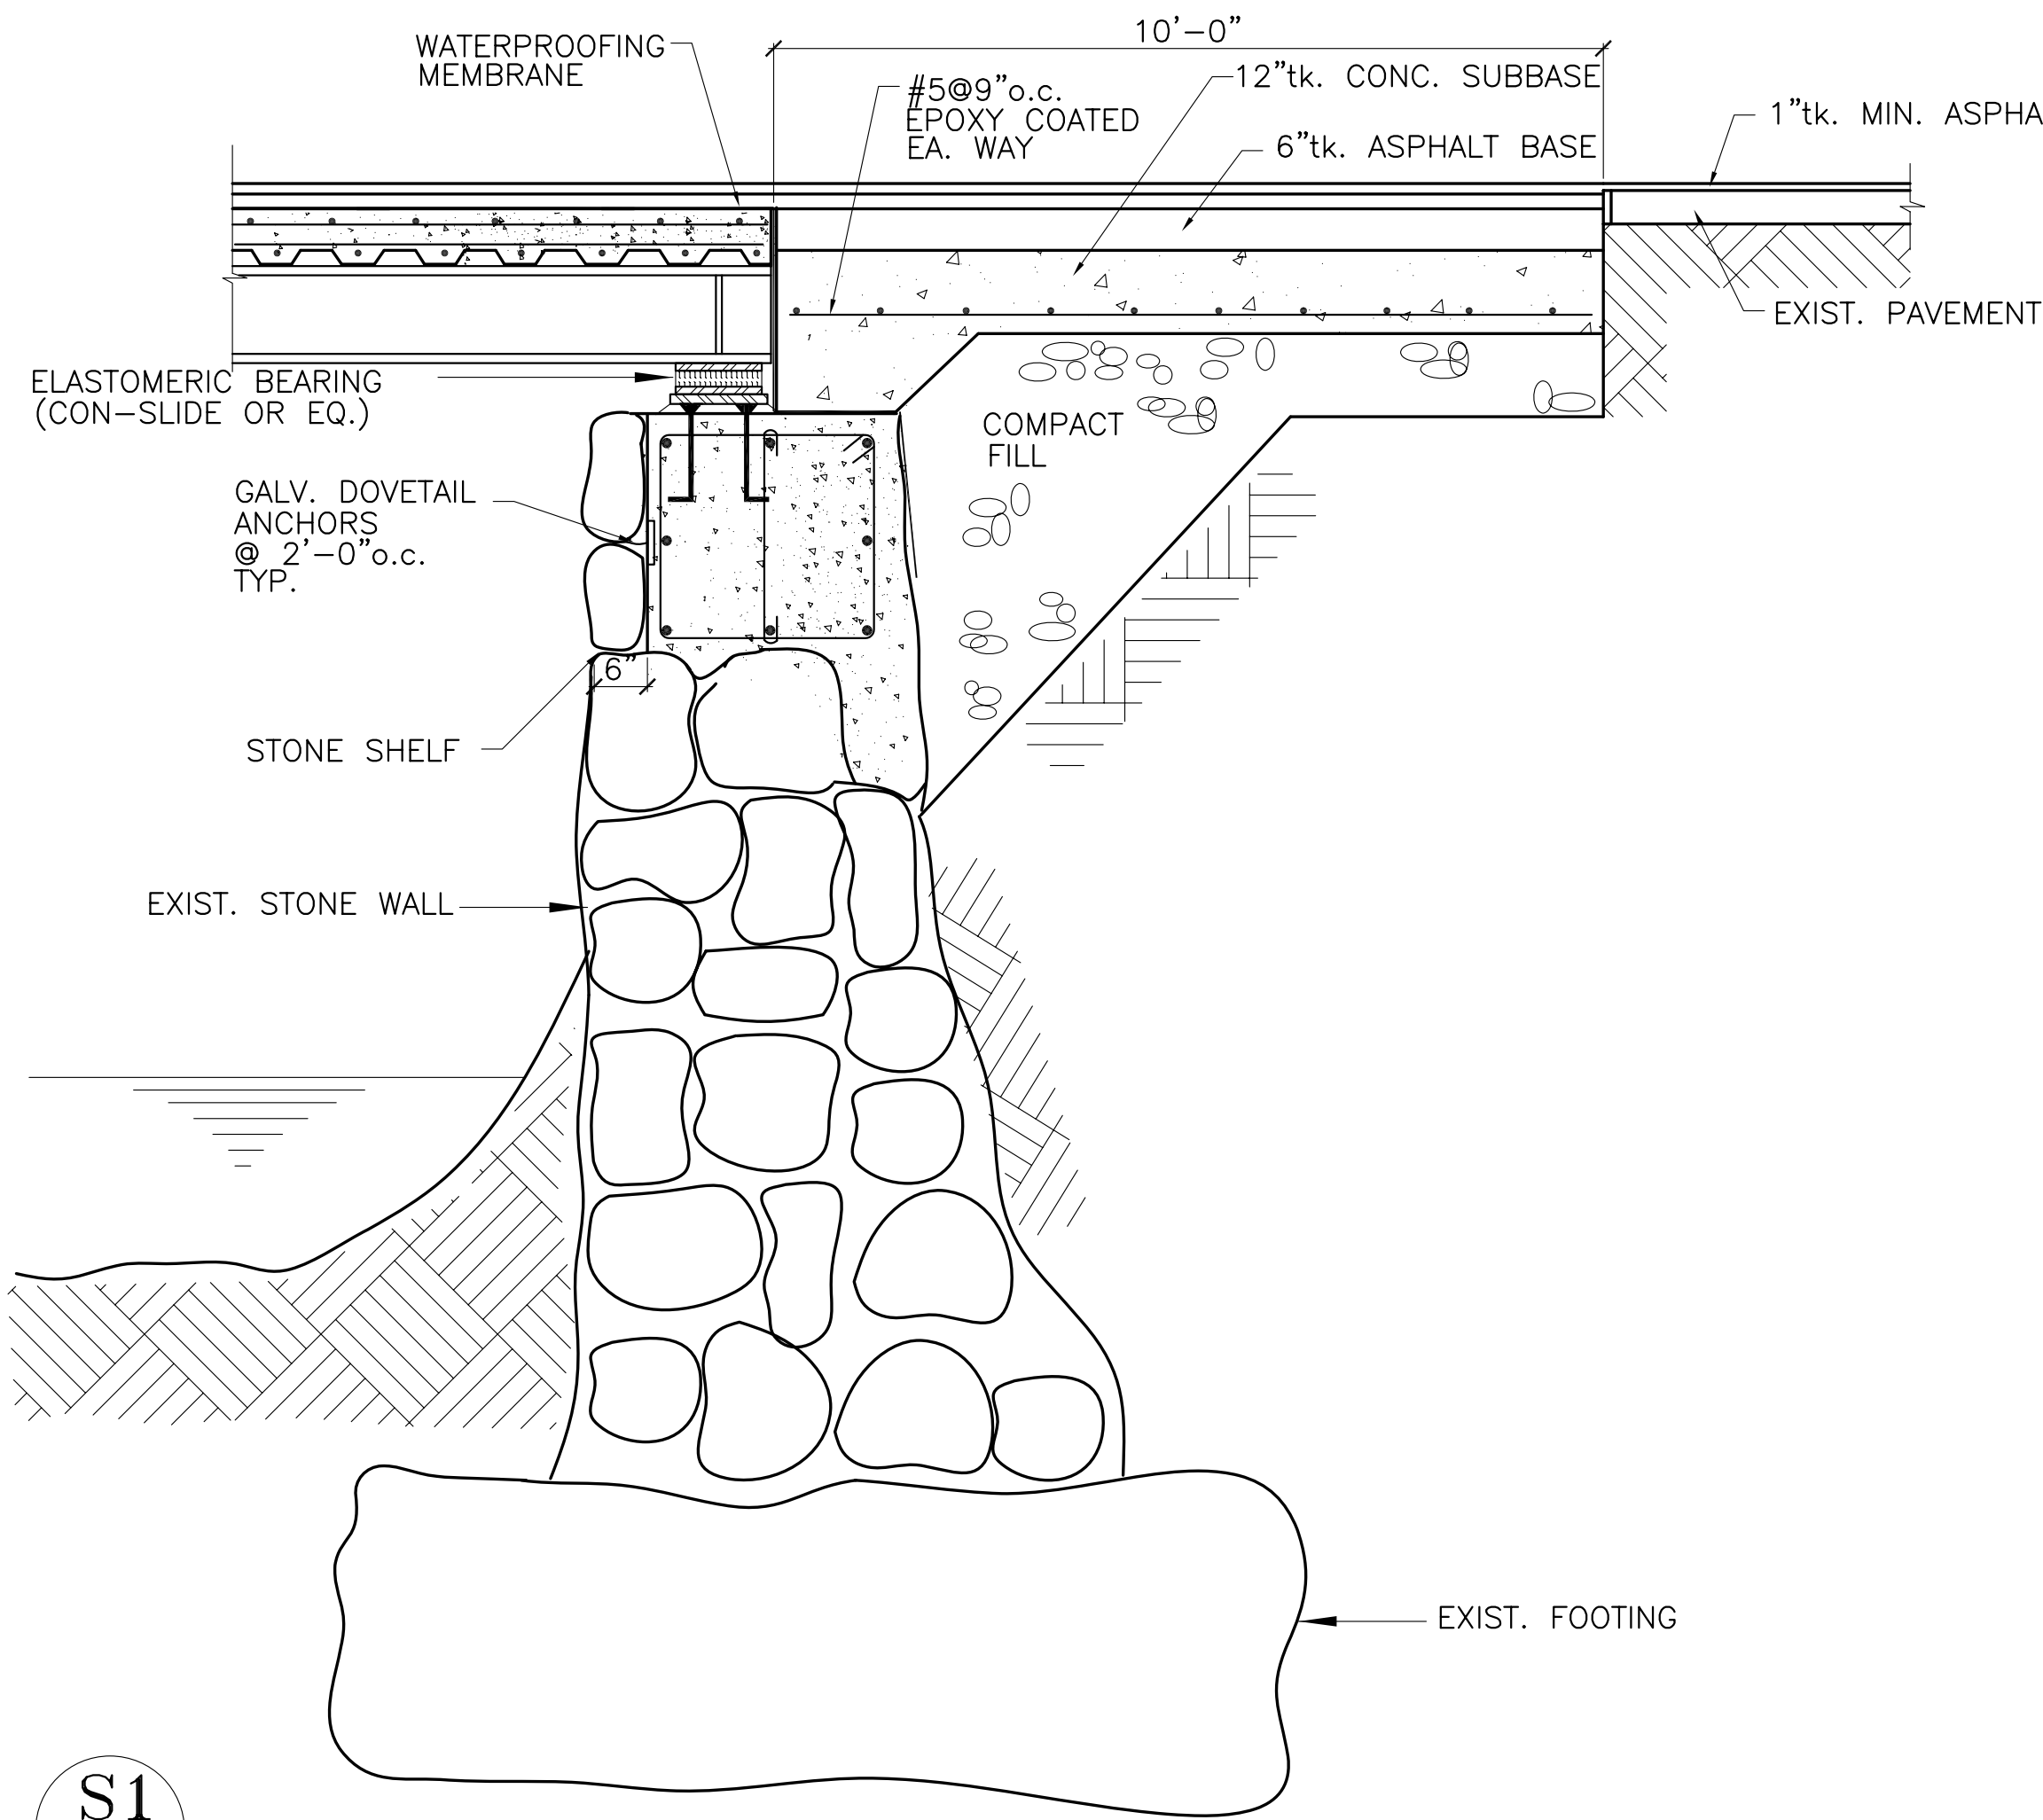 10'-0"
WATERPROOFING
MEMBRANE
#5@9"o.c.
EPOXY COATED
EA. WAY
12"tk. CONC. SUBBASE
6"tk. ASPHALT BASE
1"tk. MIN. ASPHA
EXIST. PAVEMENT
ELASTOMERIC BEARING
(CON-SLIDE OR EQ.)
COMPACT
FILL
GALV. DOVETAIL
ANCHORS
@ 2'-0"o.c.
TYP.
6"
STONE SHELF
EXIST. STONE WALL
EXIST. FOOTING
S1